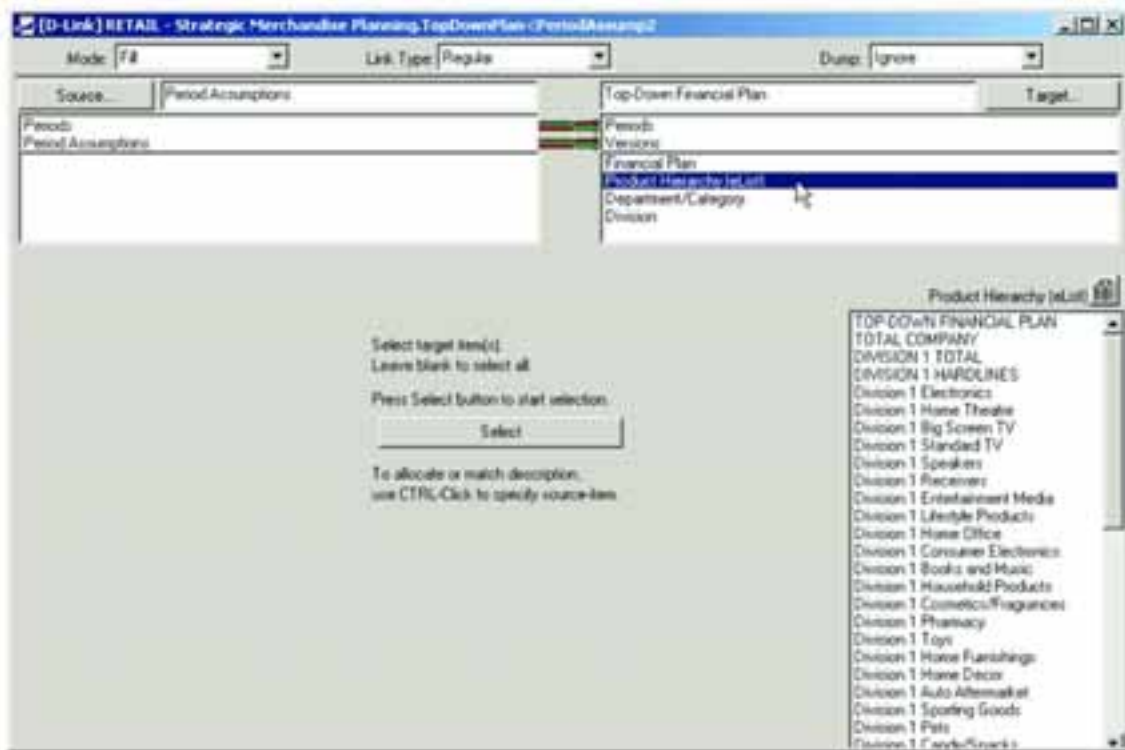 [D-Link] RETAIL - Strategic Merchandise Planning.TopDownPlan<PeriodAssump2
Mode: Fill Link Type: Regular Dump: Ignore
Source... Period Assumptions Top-Down Financial Plan Target...
Periods Periods
Period Assumptions Versions
Financial Plan
Product Hierarchy (eList)
Department/Category
Division
Product Hierarchy (eList)
TOP-DOWN FINANCIAL PLAN
TOTAL COMPANY
DIVISION 1 TOTAL
DIVISION 1 HARDLINES
Division 1 Electronics
Division 1 Home Theatre
Division 1 Big Screen TV
Division 1 Standard TV
Division 1 Speakers
Division 1 Receivers
Division 1 Entertainment Media
Division 1 Lifestyle Products
Division 1 Home Office
Division 1 Consumer Electronics
Division 1 Books and Music
Division 1 Household Products
Division 1 Cosmetics/Fragrances
Division 1 Pharmacy
Division 1 Toys
Division 1 Home Furnishings
Division 1 Home Decor
Division 1 Auto Aftermarket
Division 1 Sporting Goods
Division 1 Pets
Division 1 Candy/Snacks
Select target item(s).
Leave blank to select all.
Press Select button to start selection.
Select
To allocate or match description,
use CTRL-Click to specify source-item.